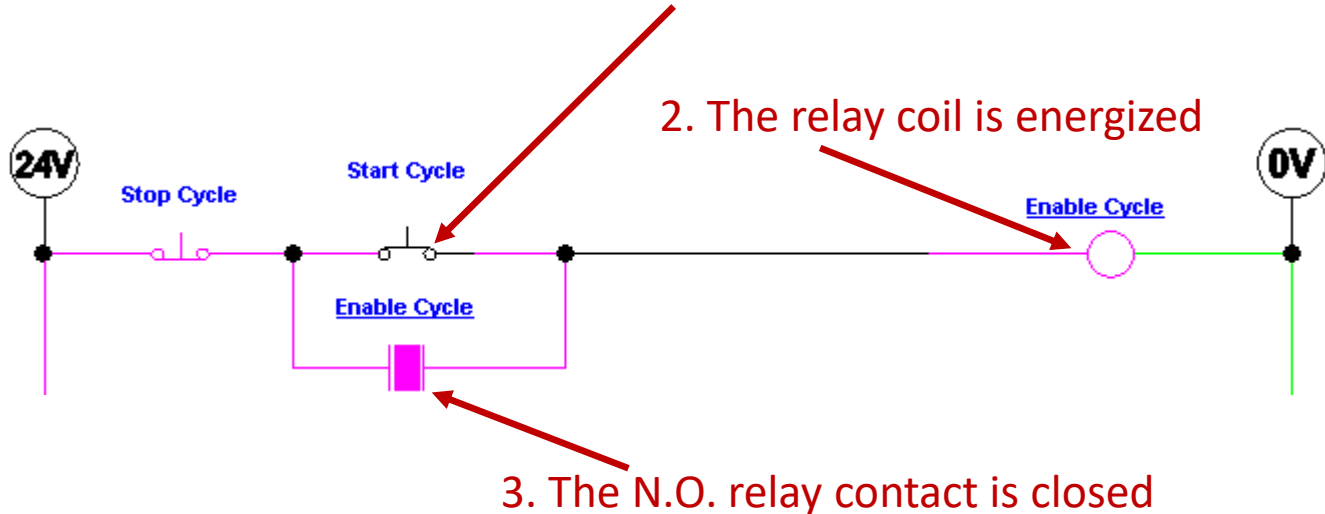 2. The relay coil is energized
24V
0V
Start Cycle
Stop Cycle
Enable Cycle
Enable Cycle
3. The N.O. relay contact is closed